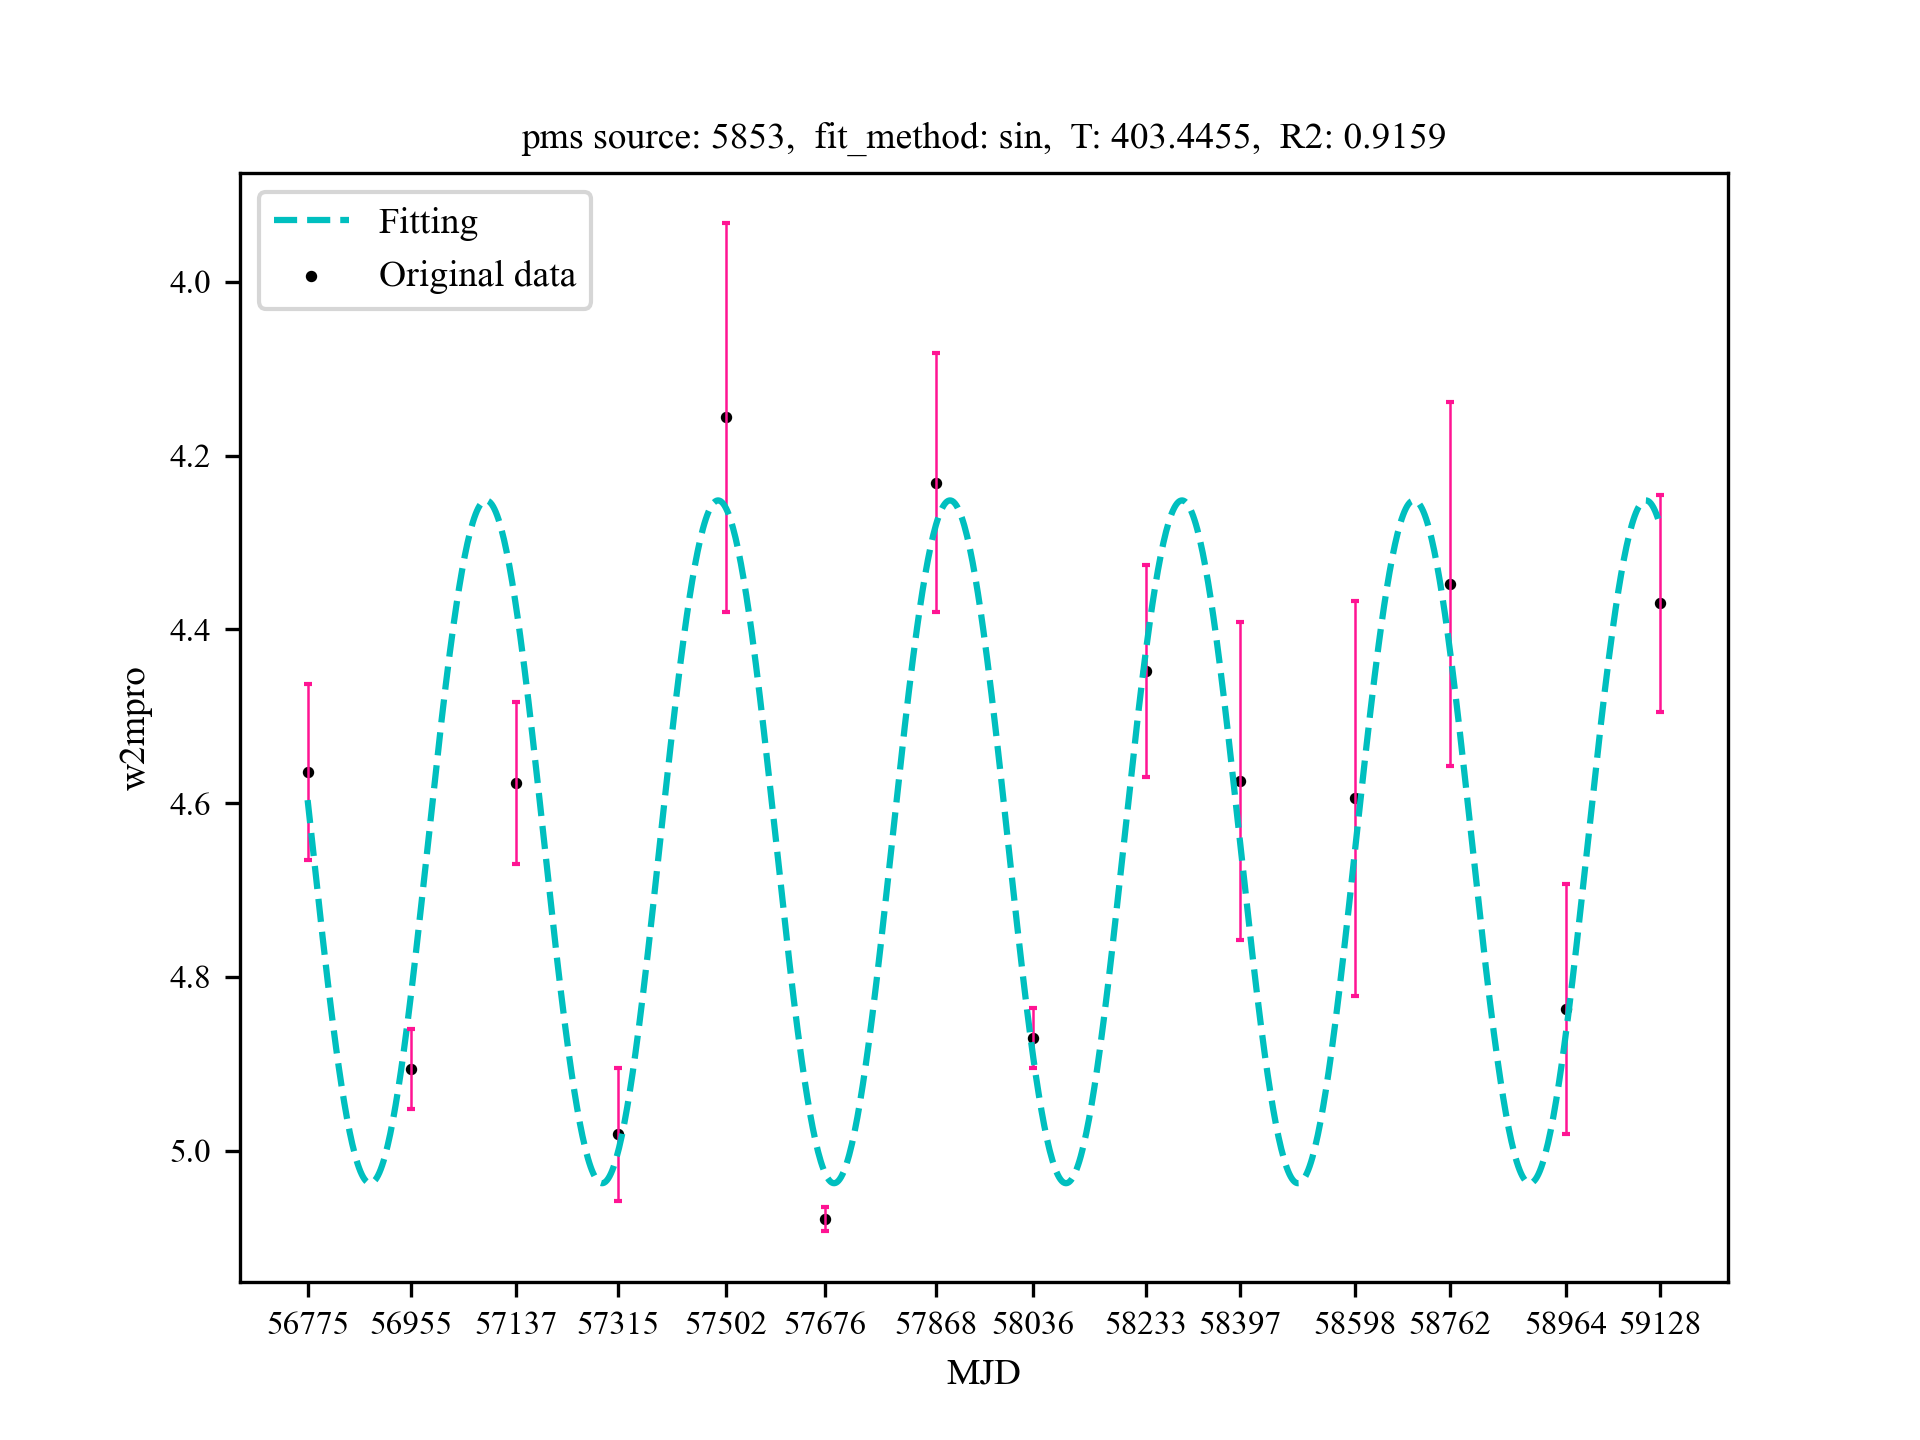 pms source: 5853,  fit_method: sin,  T: 403.4455,  R2: 0.9159
Fitting
Original data
4.0
4.2
4.4
4.6
4.8
5.0
w2mpro
56775 56955 57137 57315 57502 57676 57868 58036 58233 58397 58598 58762 58964 59128
MJD